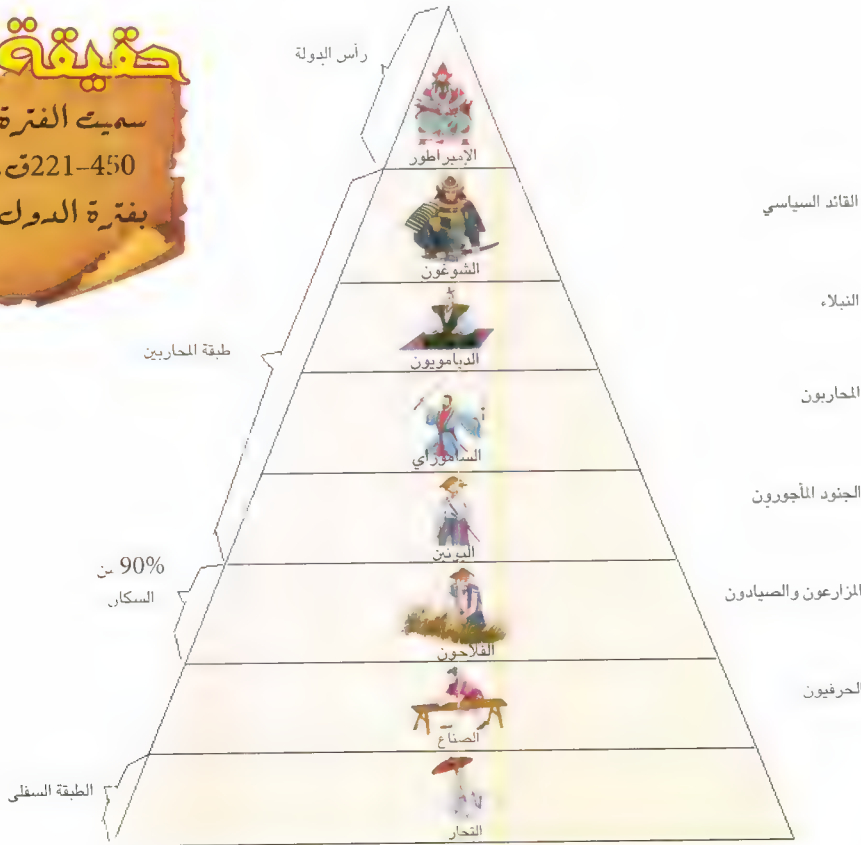 حقيقة
سميت الفترة
450–221ق.
بفترة الدول
رأس الدولة
الإمبراطور
القائد السياسي
الشوغون
النبلاء
طبقة المحاربين
الديامويون
المحاربون
الساموراي
الجنود المأجورون
90% من
السكان
المزارعون والصيادون
الفلاحون
الحرفيون
الصناع
الطبقة السفلى
التجار